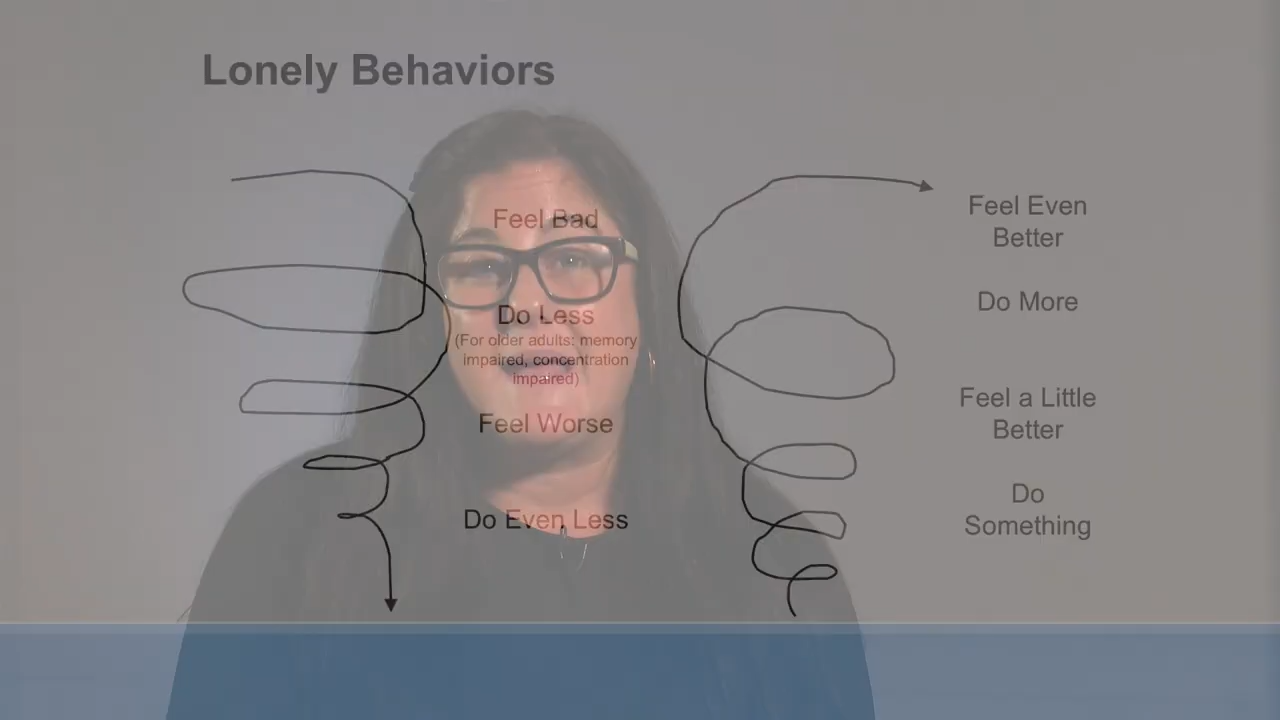 Lonely Behaviors
Feel Bad
Do Less
(For older adults: memory
impaired, concentration
impaired)
Feel Worse
Do Even Less
Feel Even
Better
Do More
Feel a Little
Better
Do
Something